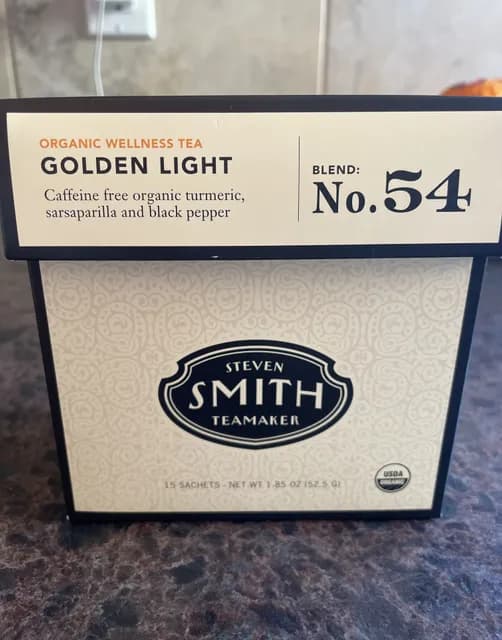 ORGANIC WELLNESS TEA
GOLDEN LIGHT
Caffeine free organic turmeric,
sarsaparilla and black pepper
BLEND:
No. 54
STEVEN
SMITH
TEAMAKER
15 SACHETS - NET WT 1.85 OZ (52.5 G)
USDA
ORGANIC